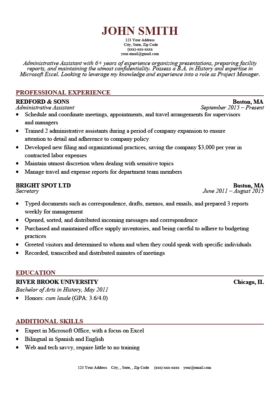 JOHN SMITH
123 Your Address
City, State, Zip Code
(xxx)-xxx-xxxx
your.email@gmail.com
Administrative Assistant with 6+ years of experience organizing presentations, preparing facility
reports, and maintaining the utmost confidentiality. Possess a B.A. in History and expertise in
Microsoft Excel. Looking to leverage my knowledge and experience into a role as Project Manager.
PROFESSIONAL EXPERIENCE
REDFORD & SONS Boston, MA
Administrative Assistant September 2015 – Present
• Schedule and coordinate meetings, appointments, and travel arrangements for supervisors
and managers
• Trained 2 administrative assistants during a period of company expansion to ensure
attention to detail and adherence to company policy
• Developed new filing and organizational practices, saving the company $3,000 per year in
contracted labor expenses
• Maintain utmost discretion when dealing with sensitive topics
• Manage travel and expense reports for department team members
BRIGHT SPOT LTD Boston, MA
Secretary June 2011 – August 2015
• Typed documents such as correspondence, drafts, memos, and emails, and prepared 3 reports
weekly for management
• Opened, sorted, and distributed incoming messages and correspondence
• Purchased and maintained office supply inventories, and being careful to adhere to budgeting
practices
• Greeted visitors and determined to whom and when they could speak with specific individuals
• Recorded, transcribed and distributed minutes of meetings
EDUCATION
RIVER BROOK UNIVERSITY Chicago, IL
Bachelor of Arts in History, May 2011
• Honors: cum laude (GPA: 3.6/4.0)
ADDITIONAL SKILLS
• Expert in Microsoft Office, with a focus on Excel
• Bilingual in Spanish and English
• Web and tech savvy, require little to no training
123 Your Address City, , State, , Zip Code (xxx)-xxx-xxxx your.email@gmail.com